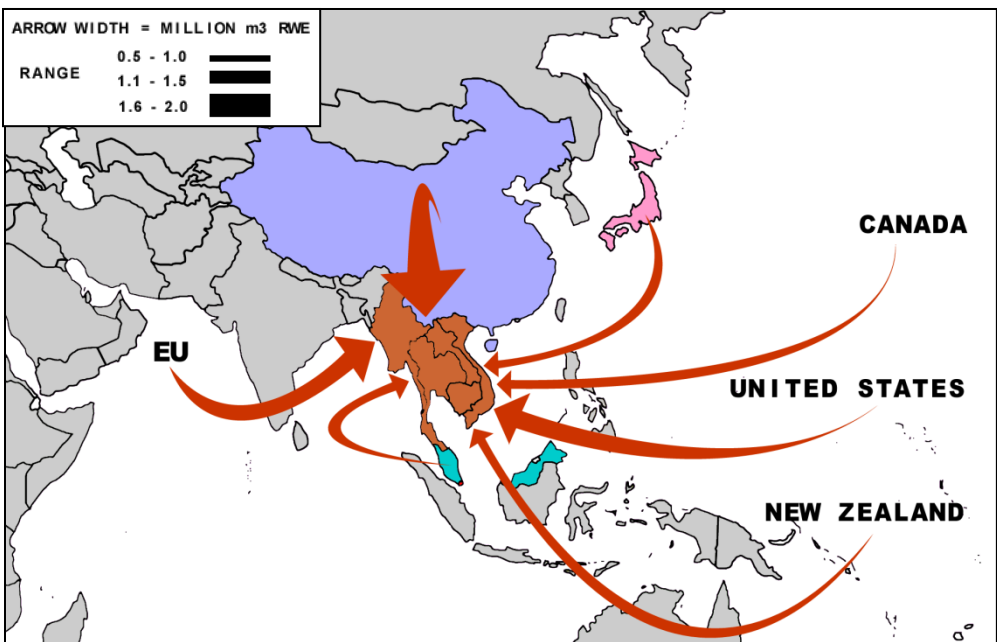 ARROW WIDTH = MILLION m3 RWE
RANGE
0.5 - 1.0
1.1 - 1.5
1.6 - 2.0
CANADA
EU
UNITED STATES
NEW ZEALAND